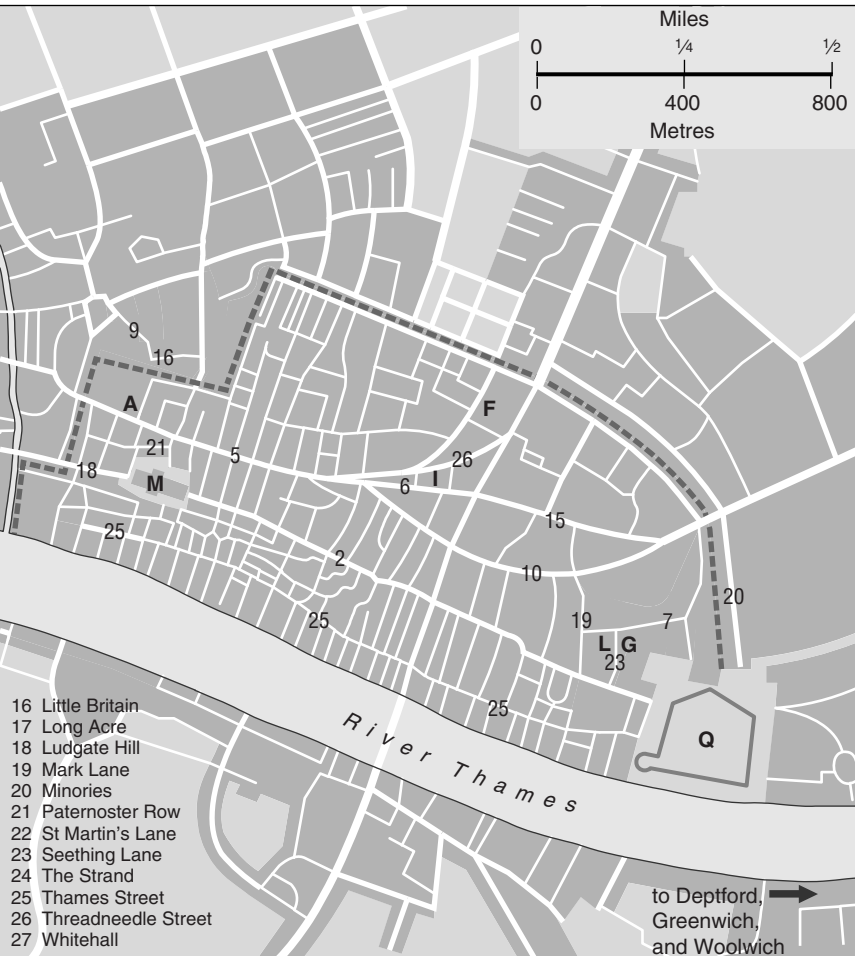 Miles
0 ¼ ½
0 400 800
Metres
9
16
A
F
21
5
26
18
M
6
I
15
25
2
10
20
19
7
25
L G
23
25
Q
River Thames
16 Little Britain
17 Long Acre
18 Ludgate Hill
19 Mark Lane
20 Minories
21 Paternoster Row
22 St Martin's Lane
23 Seething Lane
24 The Strand
25 Thames Street
26 Threadneedle Street
27 Whitehall
to Deptford,
Greenwich,
and Woolwich